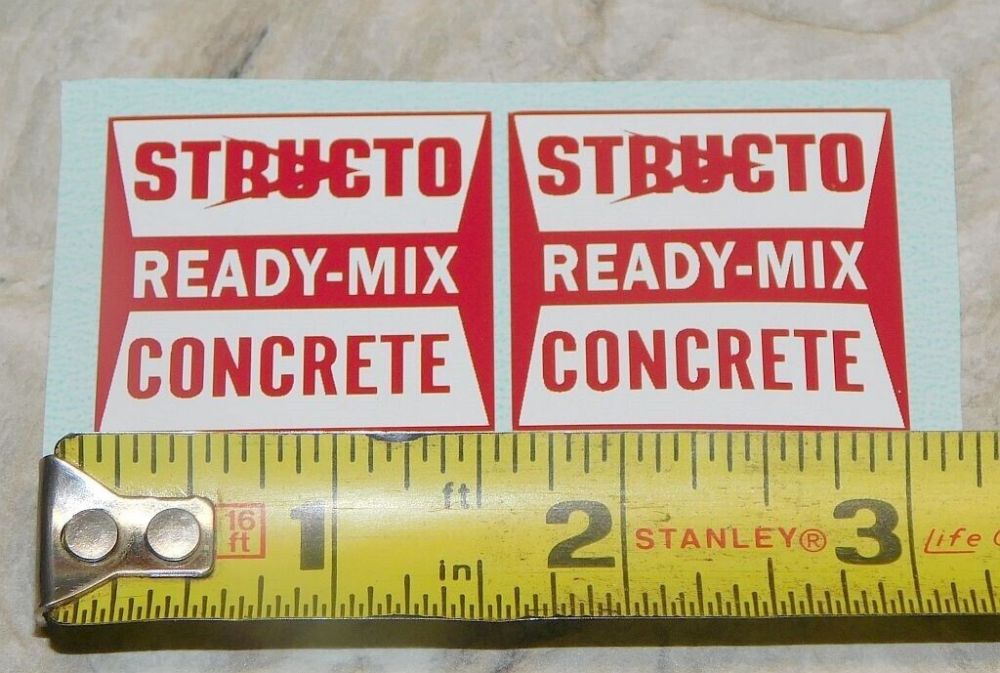 STRUCTO
READY-MIX
CONCRETE
STRUCTO
READY-MIX
CONCRETE
16
ft
1
ft
in
2
STANLEY®
3
Life